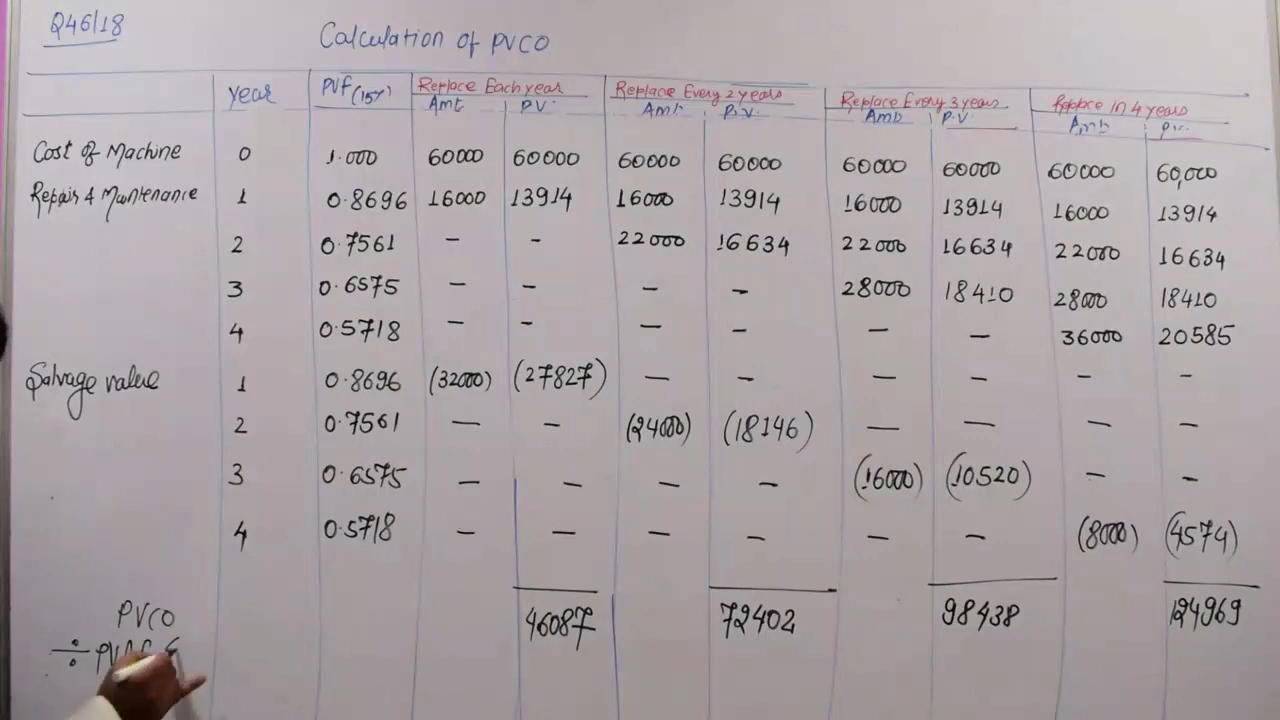 Q46/18
Calculation of PVCO
year PVf(15%) Replace Each year Replace Every 2 years Replace Every 3 years Replace in 4 years
Amt P.V. Amt. P.V. Amt P.V. Amt P.V.
Cost of Machine 0 1.000 60000 60000 60000 60000 60000 60000 60000 60,000
Repair & Maintenance 1 0.8696 16000 13914 16000 13914 16000 13914 16000 13914
2 0.7561 - - 22000 16634 22000 16634 22000 16634
3 0.6575 - - - - 28000 18410 28000 18410
4 0.5718 - - - - - - 36000 20585
Salvage value 1 0.8696 (32000) (27827) - - - - - -
2 0.7561 - - (24000) (18146) - - - -
3 0.6575 - - - - (16000) (10520) - -
4 0.5718 - - - - - - (8000) (4574)
PVCO 46087 72402 98438 124969
÷